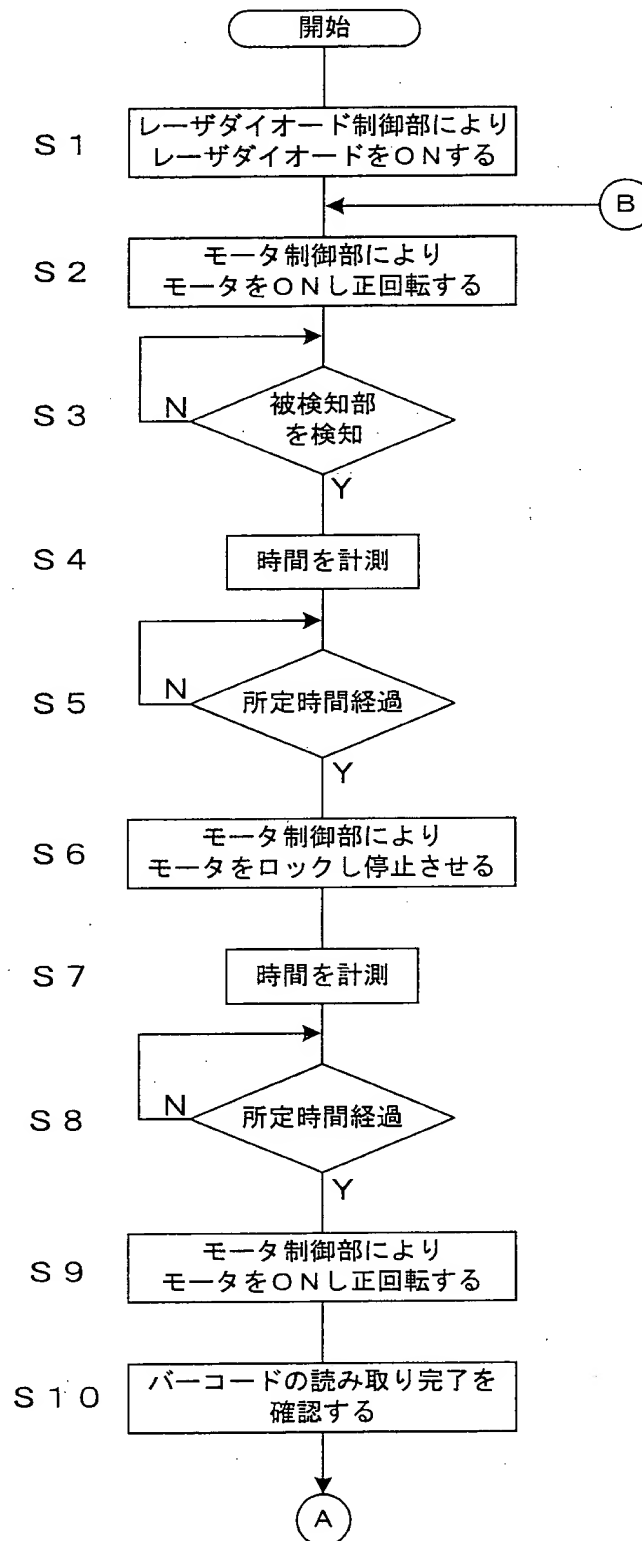 開始
S1
レーザダイオード制御部により
レーザダイオードをONする
B
S2
モータ制御部により
モータをONし正回転する
S3
N
被検知部
を検知
Y
S4
時間を計測
S5
N
所定時間経過
Y
S6
モータ制御部により
モータをロックし停止させる
S7
時間を計測
S8
N
所定時間経過
Y
S9
モータ制御部により
モータをONし正回転する
S10
バーコードの読み取り完了を
確認する
A